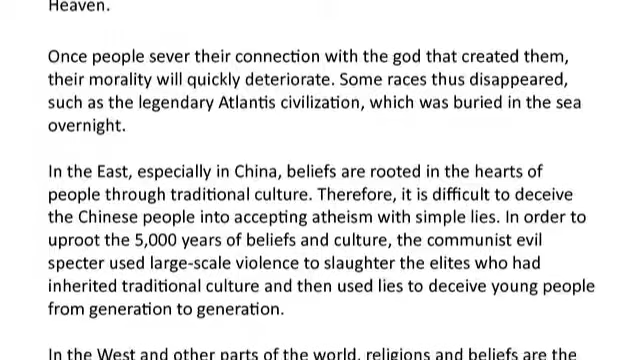 Heaven.
Once people sever their connection with the god that created them,
their morality will quickly deteriorate. Some races thus disappeared,
such as the legendary Atlantis civilization, which was buried in the sea
overnight.
In the East, especially in China, beliefs are rooted in the hearts of
people through traditional culture. Therefore, it is difficult to deceive
the Chinese people into accepting atheism with simple lies. In order to
uproot the 5,000 years of beliefs and culture, the communist evil
specter used large-scale violence to slaughter the elites who had
inherited traditional culture and then used lies to deceive young people
from generation to generation.
In the West and other parts of the world, religions and beliefs are the